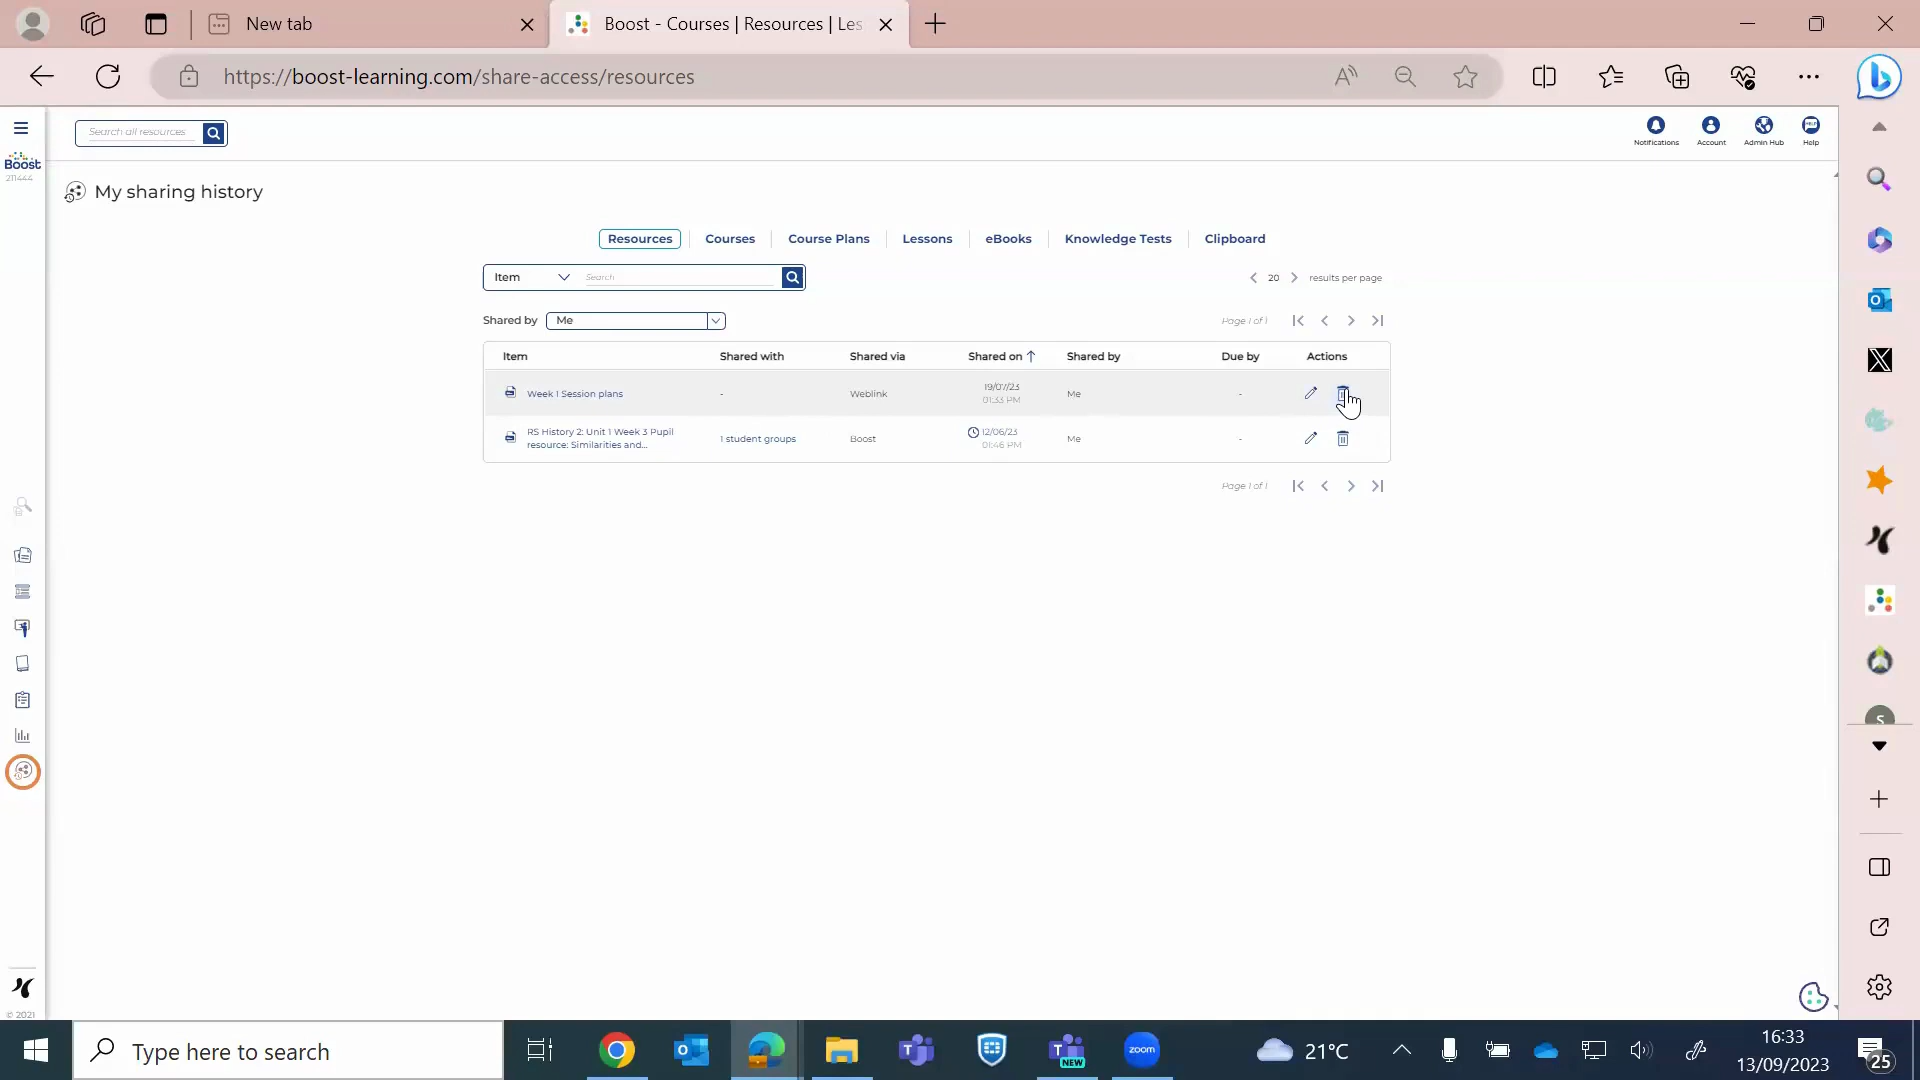 New tab
Boost - Courses | Resources | Les
https://boost-learning.com/share-access/resources
Search all resources
Notifications
Account
Admin Hub
HELP
Help
Boost
211444
My sharing history
Resources
Courses
Course Plans
Lessons
eBooks
Knowledge Tests
Clipboard
Item
Search
20
results per page
Shared by
Me
Page 1 of 1
Item
Shared with
Shared via
Shared on
Shared by
Due by
Actions
Week 1 Session plans
-
Weblink
19/07/23
01:33 PM
Me
-
RS History 2: Unit 1 Week 3 Pupil
resource: Similarities and...
1 student groups
Boost
12/06/23
01:46 PM
Me
-
Page 1 of 1
S
© 2021
Type here to search
NEW
zoom
21°C
16:33
13/09/2023
25